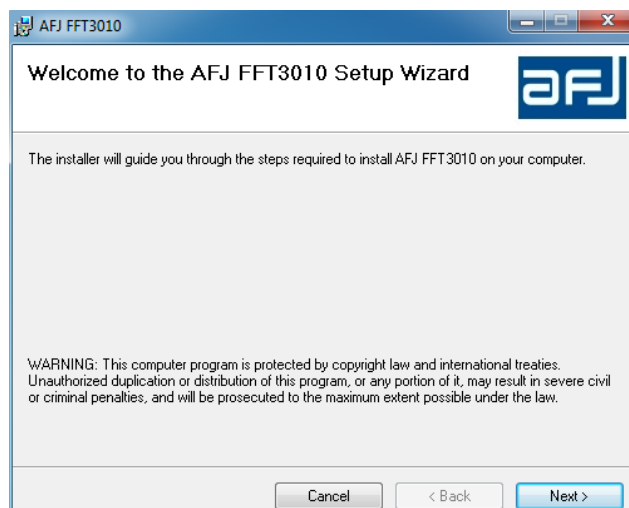 AFJ FFT3010
Welcome to the AFJ FFT3010 Setup Wizard
afj
The installer will guide you through the steps required to install AFJ FFT3010 on your computer.
WARNING: This computer program is protected by copyright law and international treaties.
Unauthorized duplication or distribution of this program, or any portion of it, may result in severe civil
or criminal penalties, and will be prosecuted to the maximum extent possible under the law.
Cancel
< Back
Next >